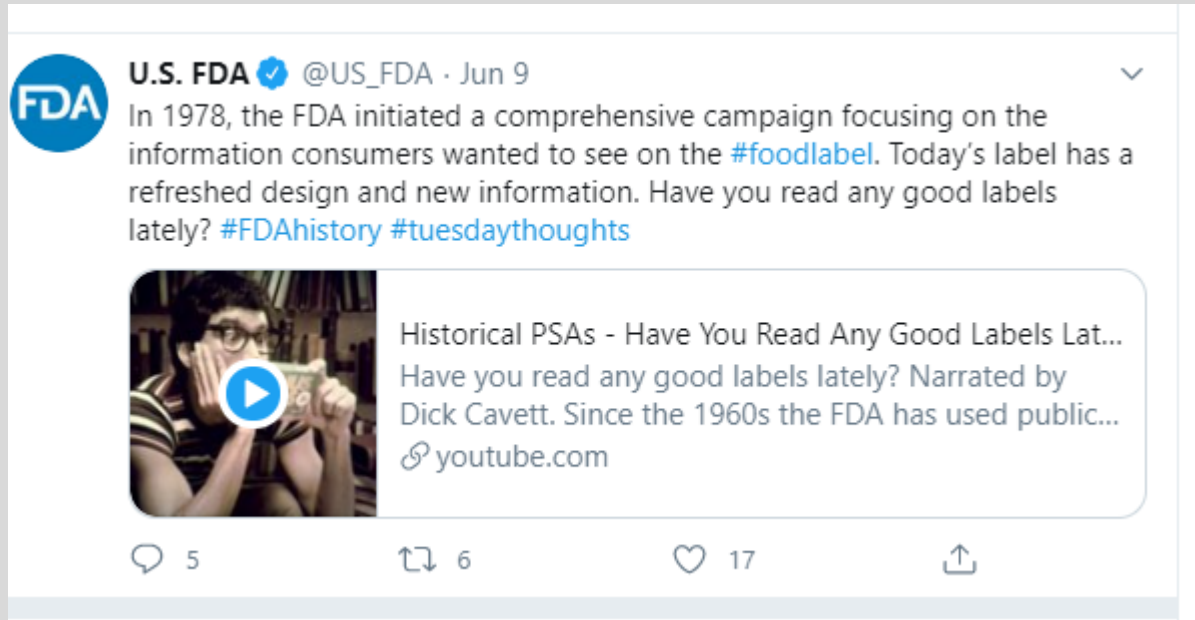 FDA
U.S. FDA @US_FDA · Jun 9
In 1978, the FDA initiated a comprehensive campaign focusing on the
information consumers wanted to see on the #foodlabel. Today’s label has a
refreshed design and new information. Have you read any good labels
lately? #FDAhistory #tuesdaythoughts
Historical PSAs - Have You Read Any Good Labels Lat...
Have you read any good labels lately? Narrated by
Dick Cavett. Since the 1960s the FDA has used public...
youtube.com
5 6 17